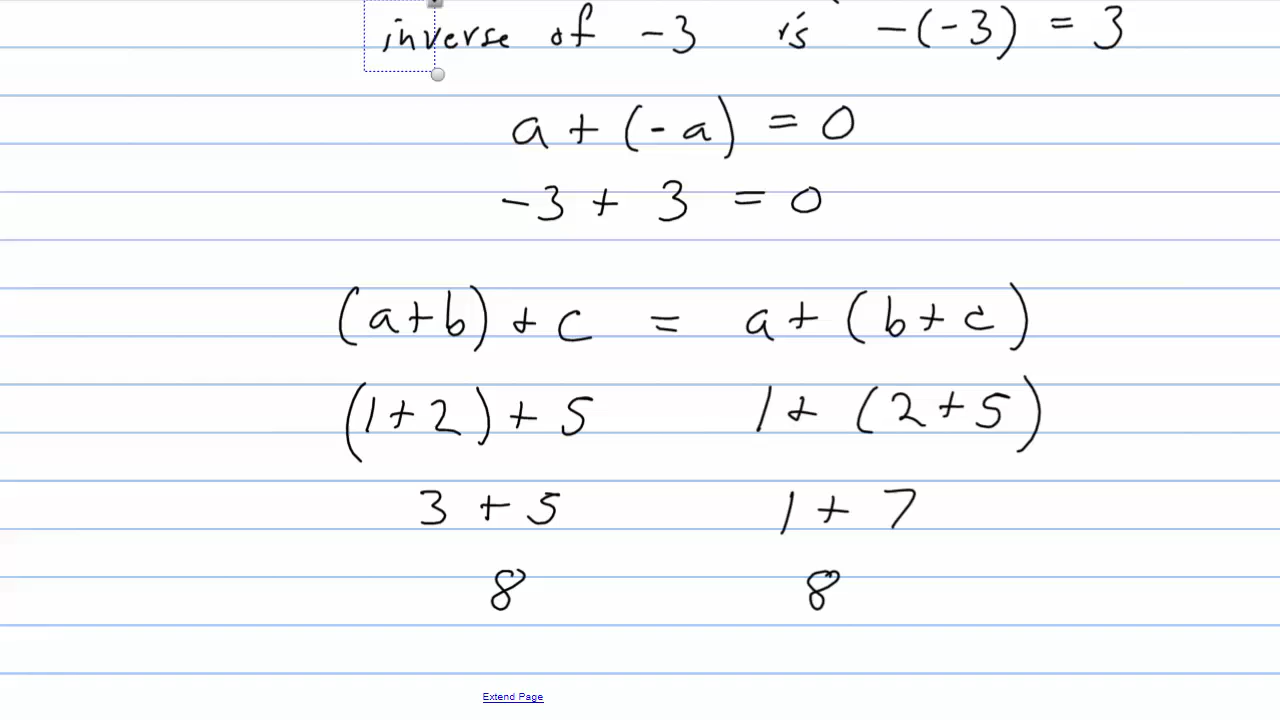 inverse of -3 is -(-3) = 3
a + (-a) = 0
-3 + 3 = 0
(a+b) + c = a + (b+c)
(1+2) + 5 1 + (2+5)
3 + 5 1 + 7
8 8
Extend Page